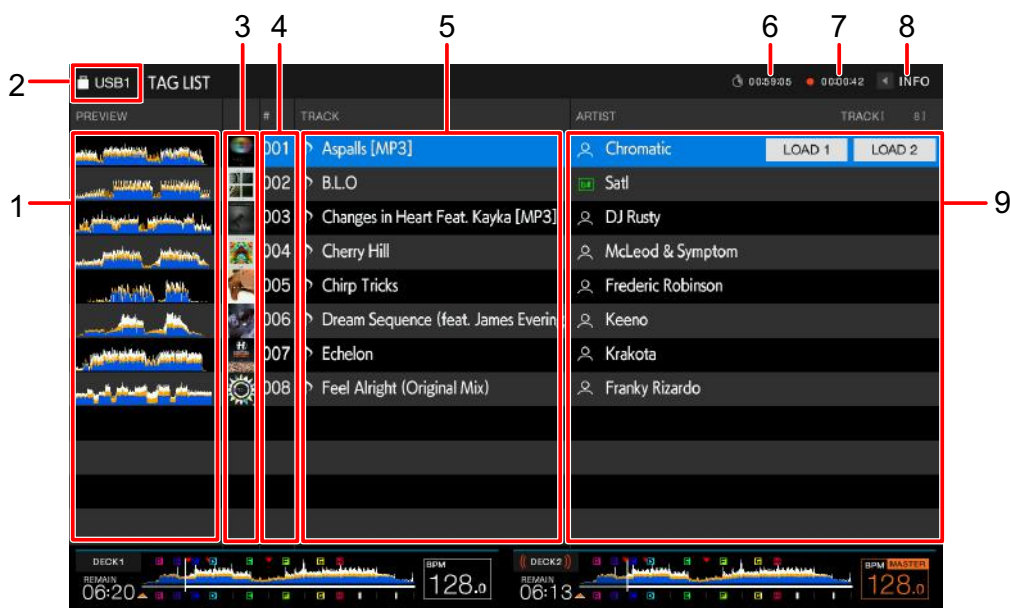 3 4 5 6 7 8
2 USB1 TAG LIST 00:59:05 00:00:42 INFO
PREVIEW # TRACK ARTIST TRACK[ 8]
001 Aspalls [MP3] Chromatic LOAD 1 LOAD 2
002 B.L.O Satl
1 003 Changes in Heart Feat. Kayka [MP3] DJ Rusty 9
004 Cherry Hill McLeod & Symptom
005 Chirp Tricks Frederic Robinson
006 Dream Sequence (feat. James Evering Keeno
007 Echelon Krakota
008 Feel Alright (Original Mix) Franky Rizardo
DECK1 BPM DECK2 BPM MASTER
REMAIN REMAIN
06:20 128.0 06:13 128.0